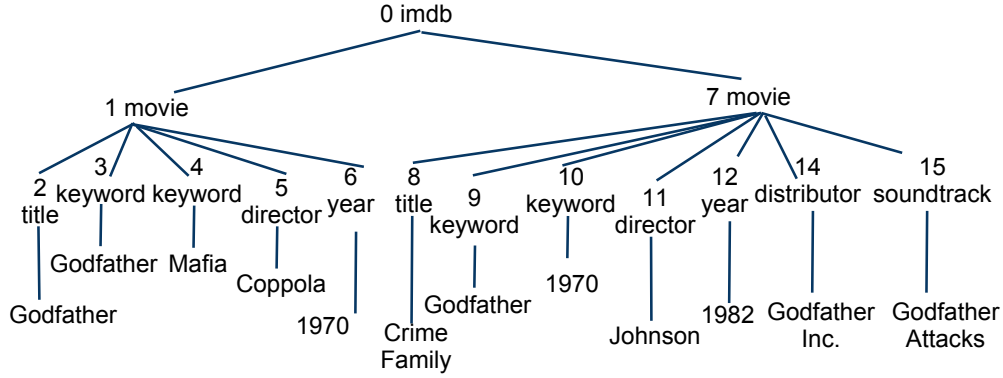 0 imdb
1 movie
7 movie
2
title
3
keyword
4
keyword
5
director
6
year
8
title
9
keyword
10
keyword
11
director
12
year
14
distributor
15
soundtrack
Godfather
Godfather
Mafia
Coppola
1970
Crime
Family
Godfather
1970
Johnson
1982
Godfather
Inc.
Godfather
Attacks